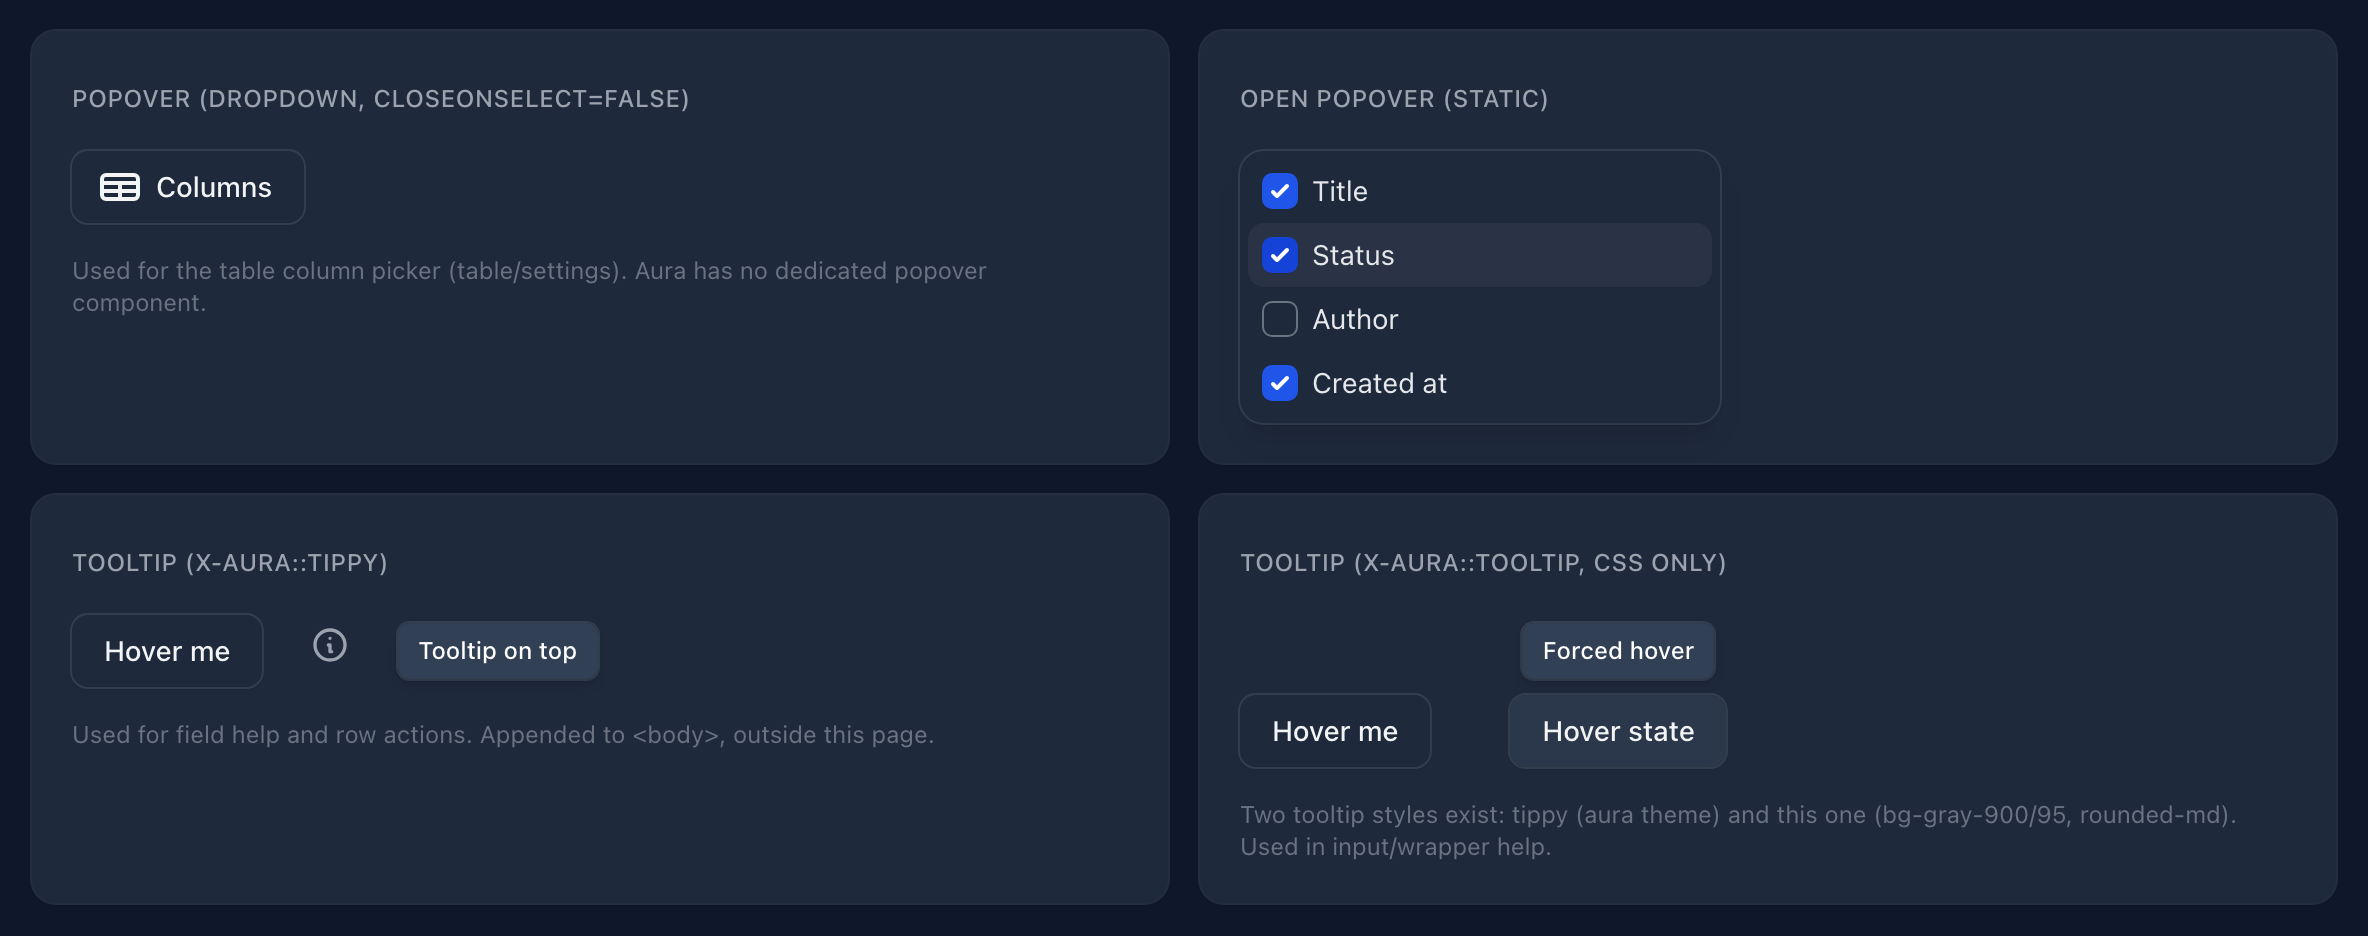 POPOVER (DROPDOWN, CLOSEONSELECT=FALSE)
Columns
Used for the table column picker (table/settings). Aura has no dedicated popover
component.
OPEN POPOVER (STATIC)
Title
Status
Author
Created at
TOOLTIP (X-AURA::TIPPY)
Hover me
Tooltip on top
Used for field help and row actions. Appended to <body>, outside this page.
TOOLTIP (X-AURA::TOOLTIP, CSS ONLY)
Forced hover
Hover me
Hover state
Two tooltip styles exist: tippy (aura theme) and this one (bg-gray-900/95, rounded-md).
Used in input/wrapper help.